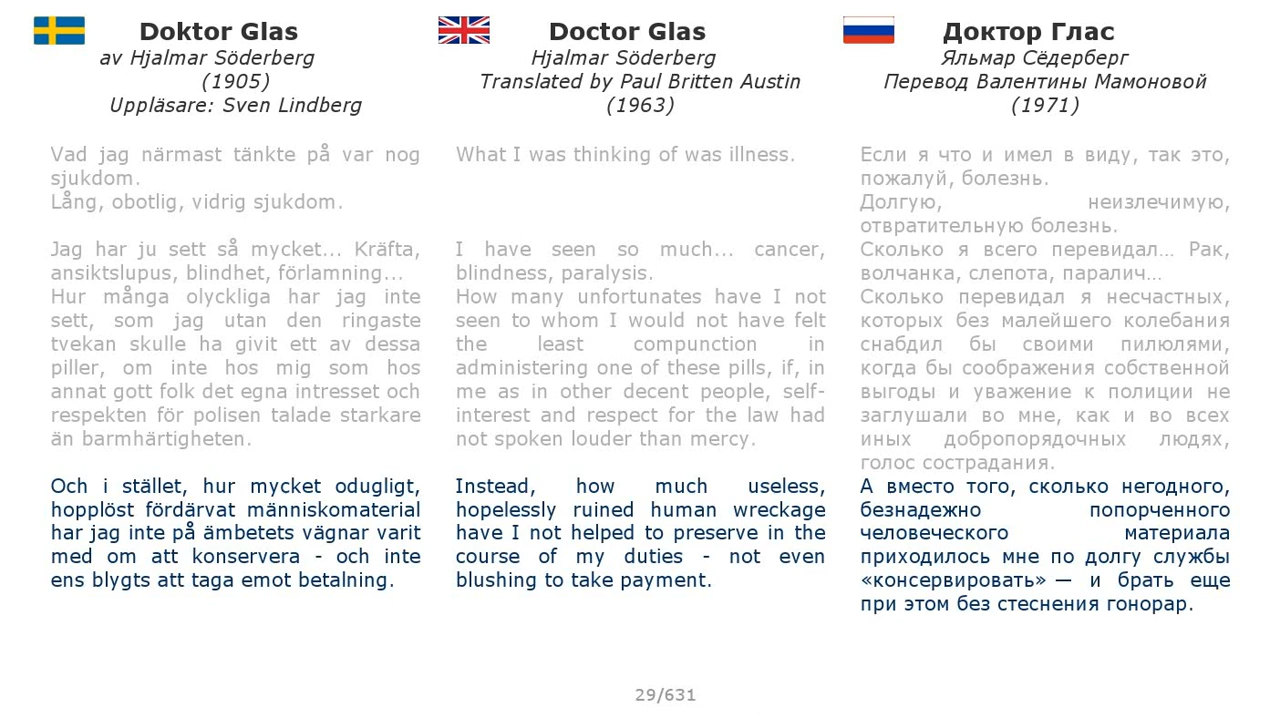 Doktor Glas
av Hjalmar Söderberg
(1905)
Uppläsare: Sven Lindberg
Vad jag närmast tänkte på var nog
sjukdom.
Lång, obotlig, vidrig sjukdom.
Jag har ju sett så mycket... Kräfta,
ansiktslupus, blindhet, förlamning...
Hur många olyckliga har jag inte
sett, som jag utan den ringaste
tvekan skulle ha givit ett av dessa
piller, om inte hos mig som hos
annat gott folk det egna intresset och
respekten för polisen talade starkare
än barmhärtigheten.
Och i stället, hur mycket odugligt,
hopplöst fördärvat människomaterial
har jag inte på ämbetets vägnar varit
med om att konservera - och inte
ens blygts att taga emot betalning.
Doctor Glas
Hjalmar Söderberg
Translated by Paul Britten Austin
(1963)
What I was thinking of was illness.
I have seen so much... cancer,
blindness, paralysis.
How many unfortunates have I not
seen to whom I would not have felt
the least compunction in
administering one of these pills, if, in
me as in other decent people, self-
interest and respect for the law had
not spoken louder than mercy.
Instead, how much useless,
hopelessly ruined human wreckage
have I not helped to preserve in the
course of my duties - not even
blushing to take payment.
Доктор Глас
Яльмар Сёдерберг
Перевод Валентины Мамоновой
(1971)
Если я что и имел в виду, так это,
пожалуй, болезнь.
Долгую, неизлечимую,
отвратительную болезнь.
Сколько я всего перевидал… Рак,
волчанка, слепота, паралич…
Сколько перевидал я несчастных,
которых без малейшего колебания
снабдил бы своими пилюлями,
когда бы соображения собственной
выгоды и уважение к полиции не
заглушали во мне, как и во всех
иных добропорядочных людях,
голос сострадания.
А вместо того, сколько негодного,
безнадежно попорченного
человеческого материала
приходилось мне по долгу службы
«консервировать» — и брать еще
при этом без стеснения гонорар.
29/631